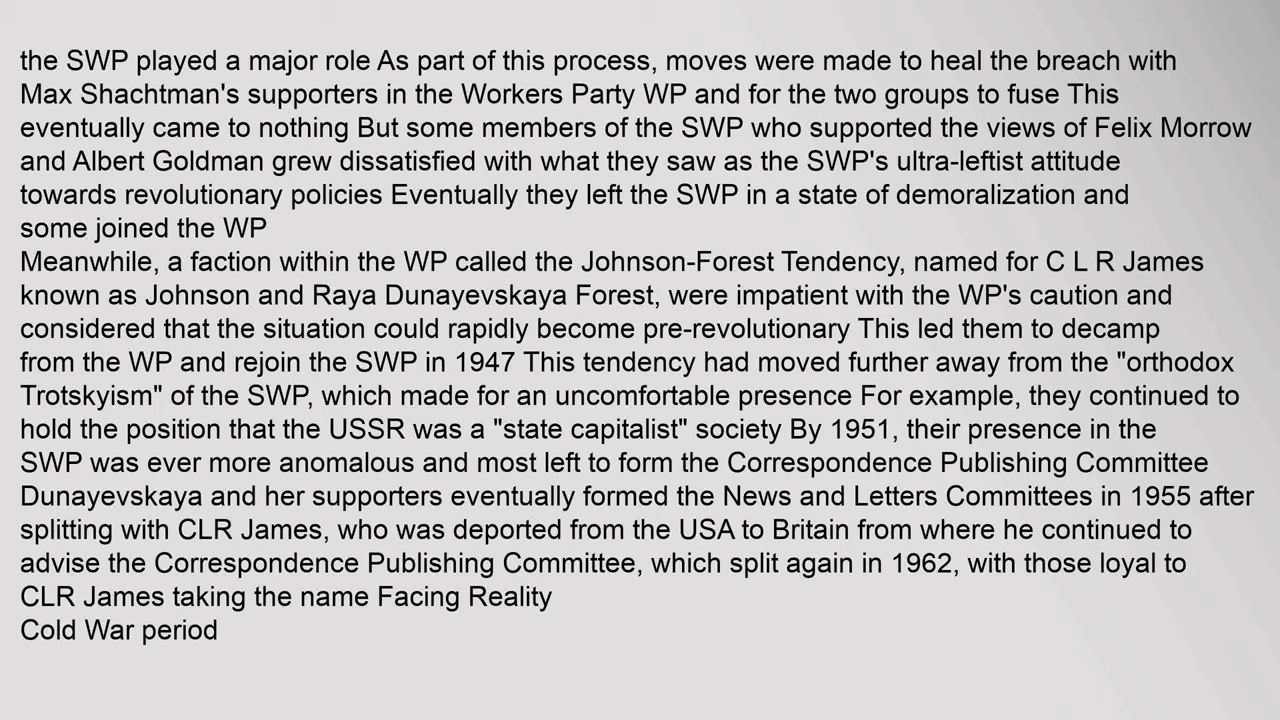 the SWP played a major role As part of this process, moves were made to heal the breach with
Max Shachtman's supporters in the Workers Party WP and for the two groups to fuse This
eventually came to nothing But some members of the SWP who supported the views of Felix Morrow
and Albert Goldman grew dissatisfied with what they saw as the SWP's ultra-leftist attitude
towards revolutionary policies Eventually they left the SWP in a state of demoralization and
some joined the WP
Meanwhile, a faction within the WP called the Johnson-Forest Tendency, named for C L R James
known as Johnson and Raya Dunayevskaya Forest, were impatient with the WP's caution and
considered that the situation could rapidly become pre-revolutionary This led them to decamp
from the WP and rejoin the SWP in 1947 This tendency had moved further away from the "orthodox
Trotskyism" of the SWP, which made for an uncomfortable presence For example, they continued to
hold the position that the USSR was a "state capitalist" society By 1951, their presence in the
SWP was ever more anomalous and most left to form the Correspondence Publishing Committee
Dunayevskaya and her supporters eventually formed the News and Letters Committees in 1955 after
splitting with CLR James, who was deported from the USA to Britain from where he continued to
advise the Correspondence Publishing Committee, which split again in 1962, with those loyal to
CLR James taking the name Facing Reality
Cold War period